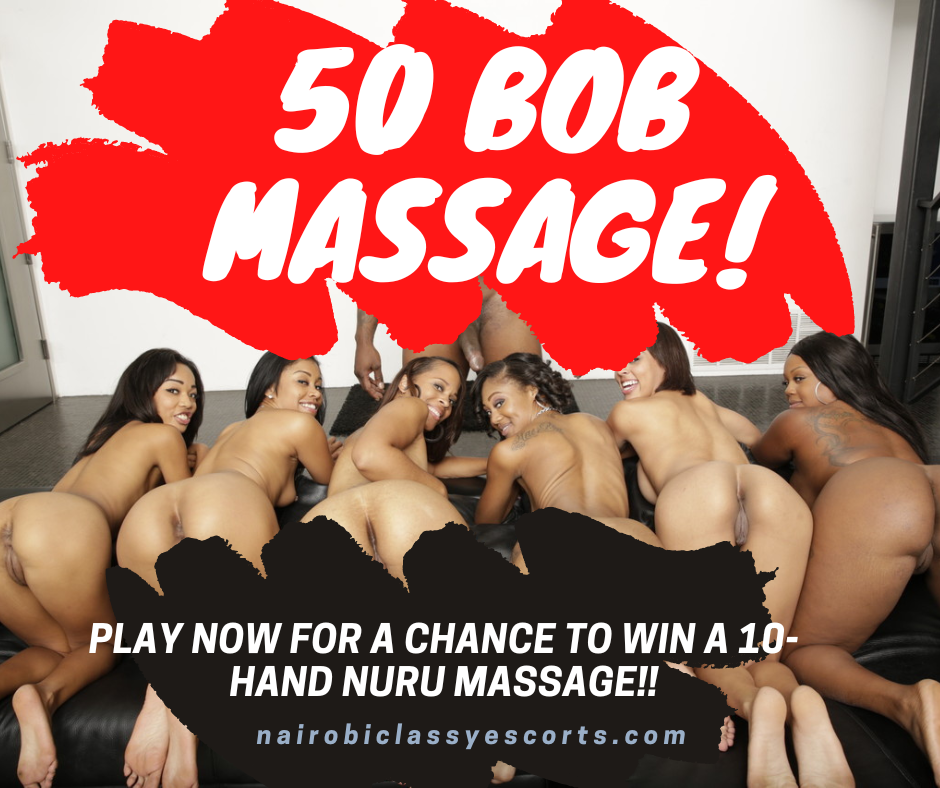 50 BOB
MASSAGE!
PLAY NOW FOR A CHANCE TO WIN A 10-
HAND NURU MASSAGE!!
nairobiclassyescorts.com